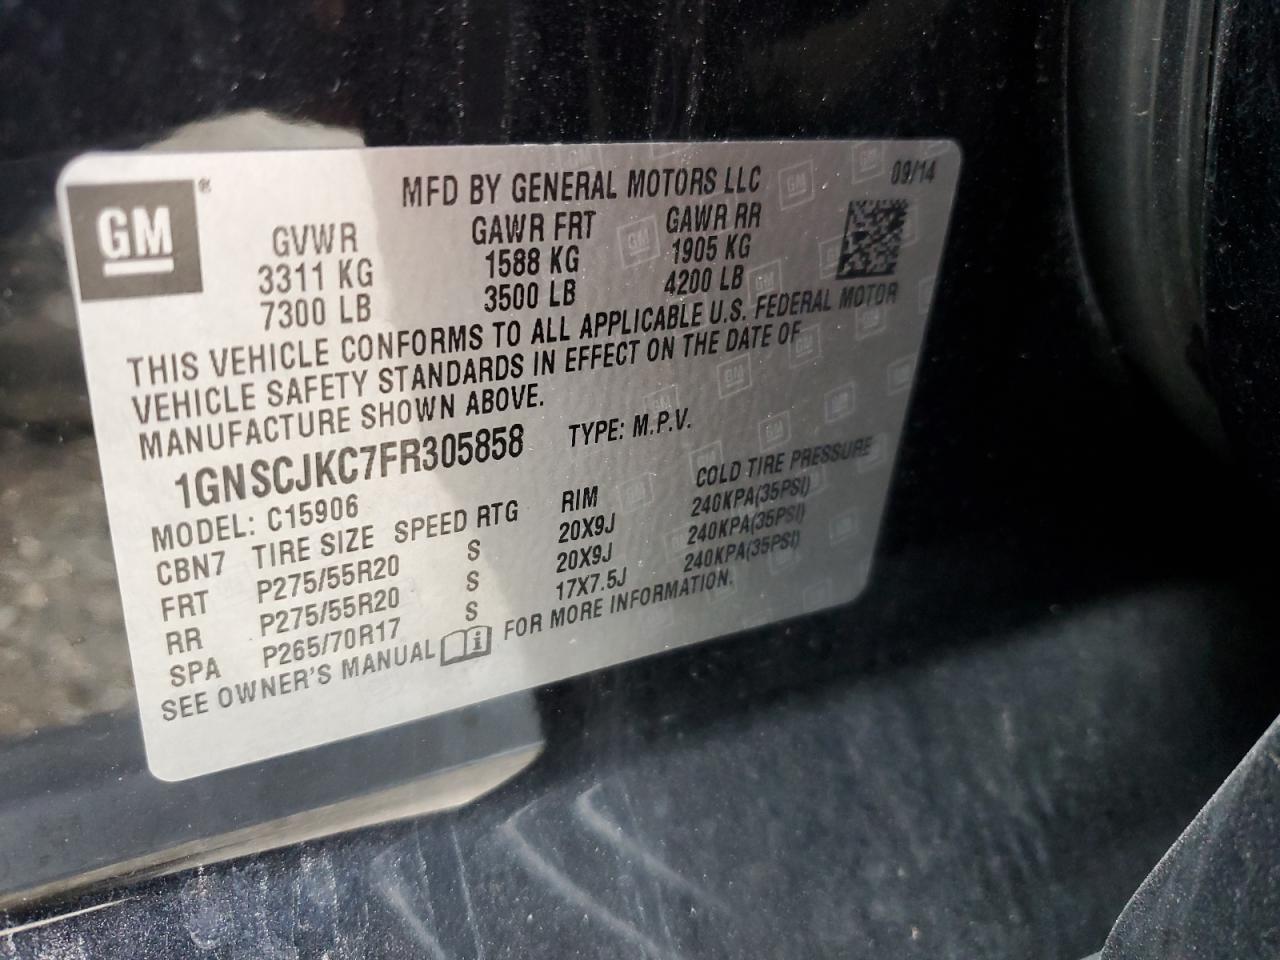 MFD BY GENERAL MOTORS LLC 09/14
GM ®
GVWR GAWR FRT GAWR RR
3311 KG 1588 KG 1905 KG
7300 LB 3500 LB 4200 LB
THIS VEHICLE CONFORMS TO ALL APPLICABLE U.S. FEDERAL MOTOR
VEHICLE SAFETY STANDARDS IN EFFECT ON THE DATE OF
MANUFACTURE SHOWN ABOVE.
1GNSCJKC7FR305858 TYPE: M.P.V.
MODEL: C15906
CBN7 TIRE SIZE SPEED RTG RIM COLD TIRE PRESSURE
FRT P275/55R20 S 20X9J 240KPA(35PSI)
RR P275/55R20 S 20X9J 240KPA(35PSI)
SPA P265/70R17 S 17X7.5J 240KPA(35PSI)
SEE OWNER'S MANUAL i FOR MORE INFORMATION.